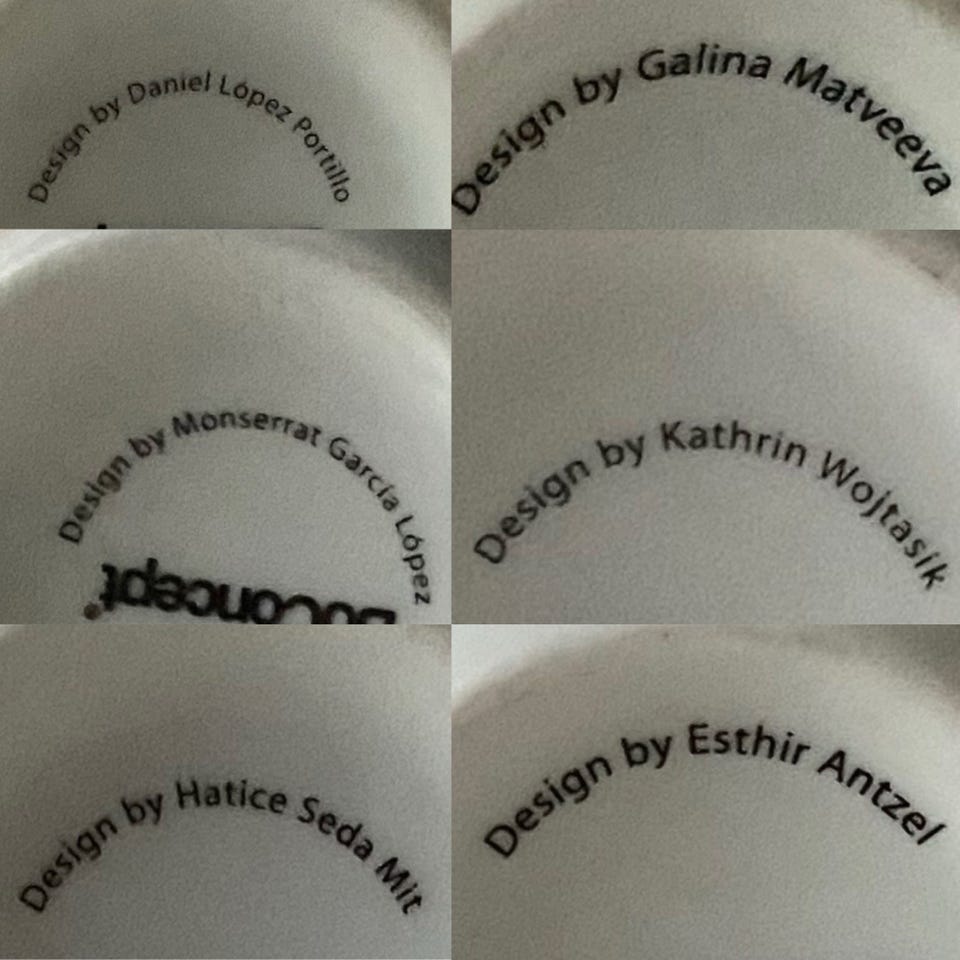 Design by Daniel López Portillo
Design by Galina Matveeva
Design by Monserrat García López
BoConcept®
Design by Kathrin Wojtasik
Design by Hatice Seda Mit
Design by Esthir Antzel